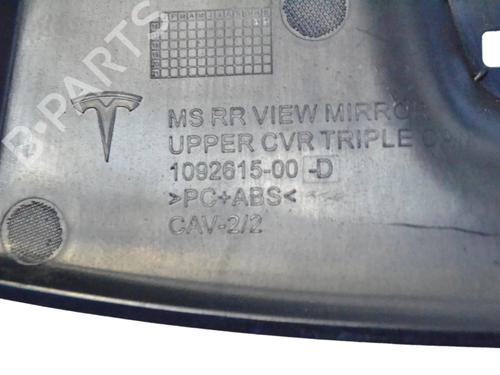 MS RR VIEW MIRRO
UPPER CVR TRIPLE
1092615-00 -D
>PC+ABS<
CAV-2/2
B-PARTS